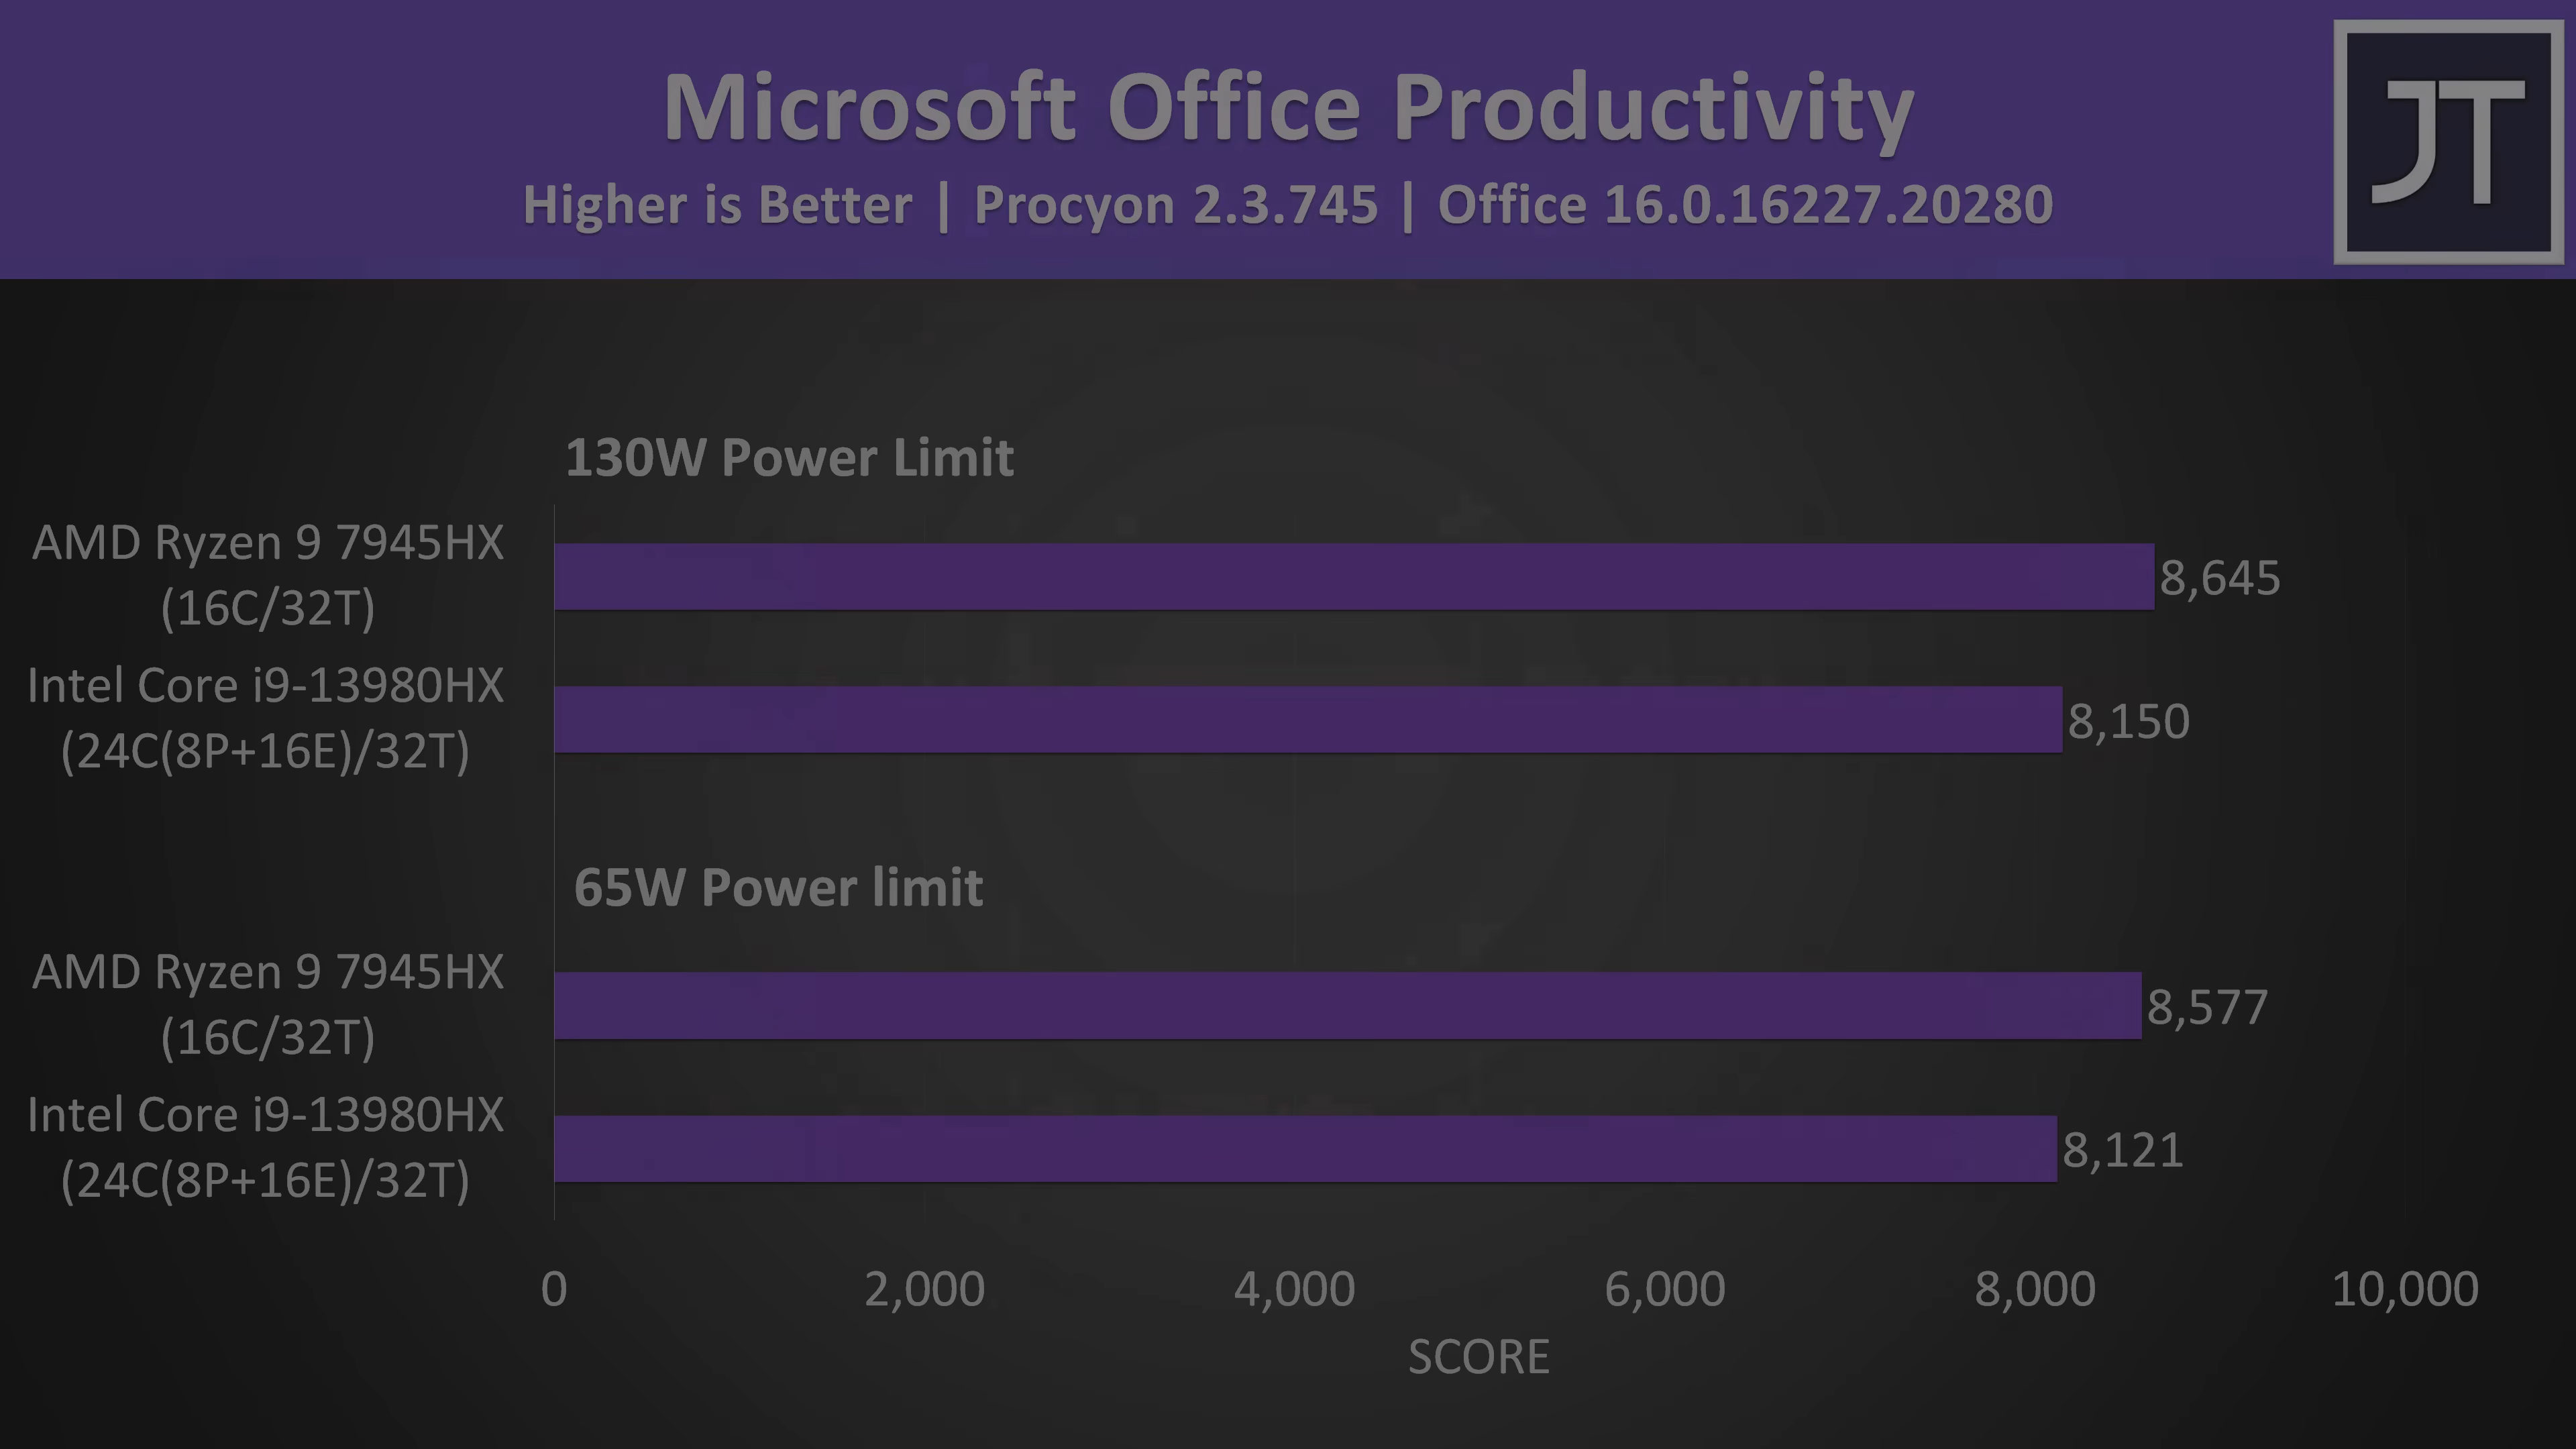 Microsoft Office Productivity
Higher is Better | Procyon 2.3.745 | Office 16.0.16227.20280
JT
130W Power Limit
AMD Ryzen 9 7945HX
(16C/32T)
8,645
Intel Core i9-13980HX
(24C(8P+16E)/32T)
8,150
65W Power limit
AMD Ryzen 9 7945HX
(16C/32T)
8,577
Intel Core i9-13980HX
(24C(8P+16E)/32T)
8,121
0 2,000 4,000 6,000 8,000 10,000
SCORE